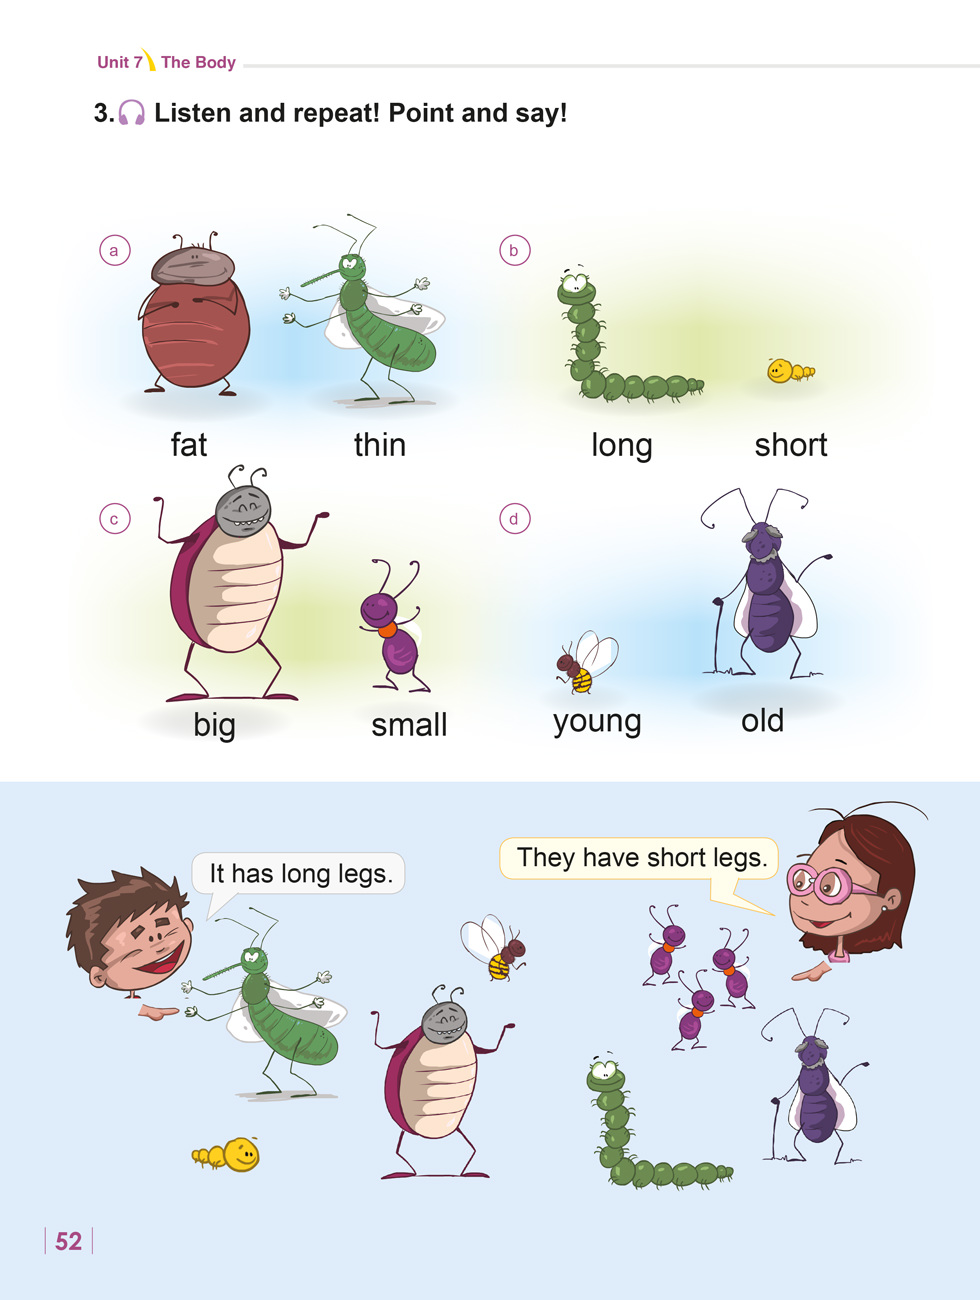 Unit 7 The Body
3. Listen and repeat! Point and say!
a
b
fat thin
long short
c
d
big small
young old
It has long legs.
They have short legs.
52